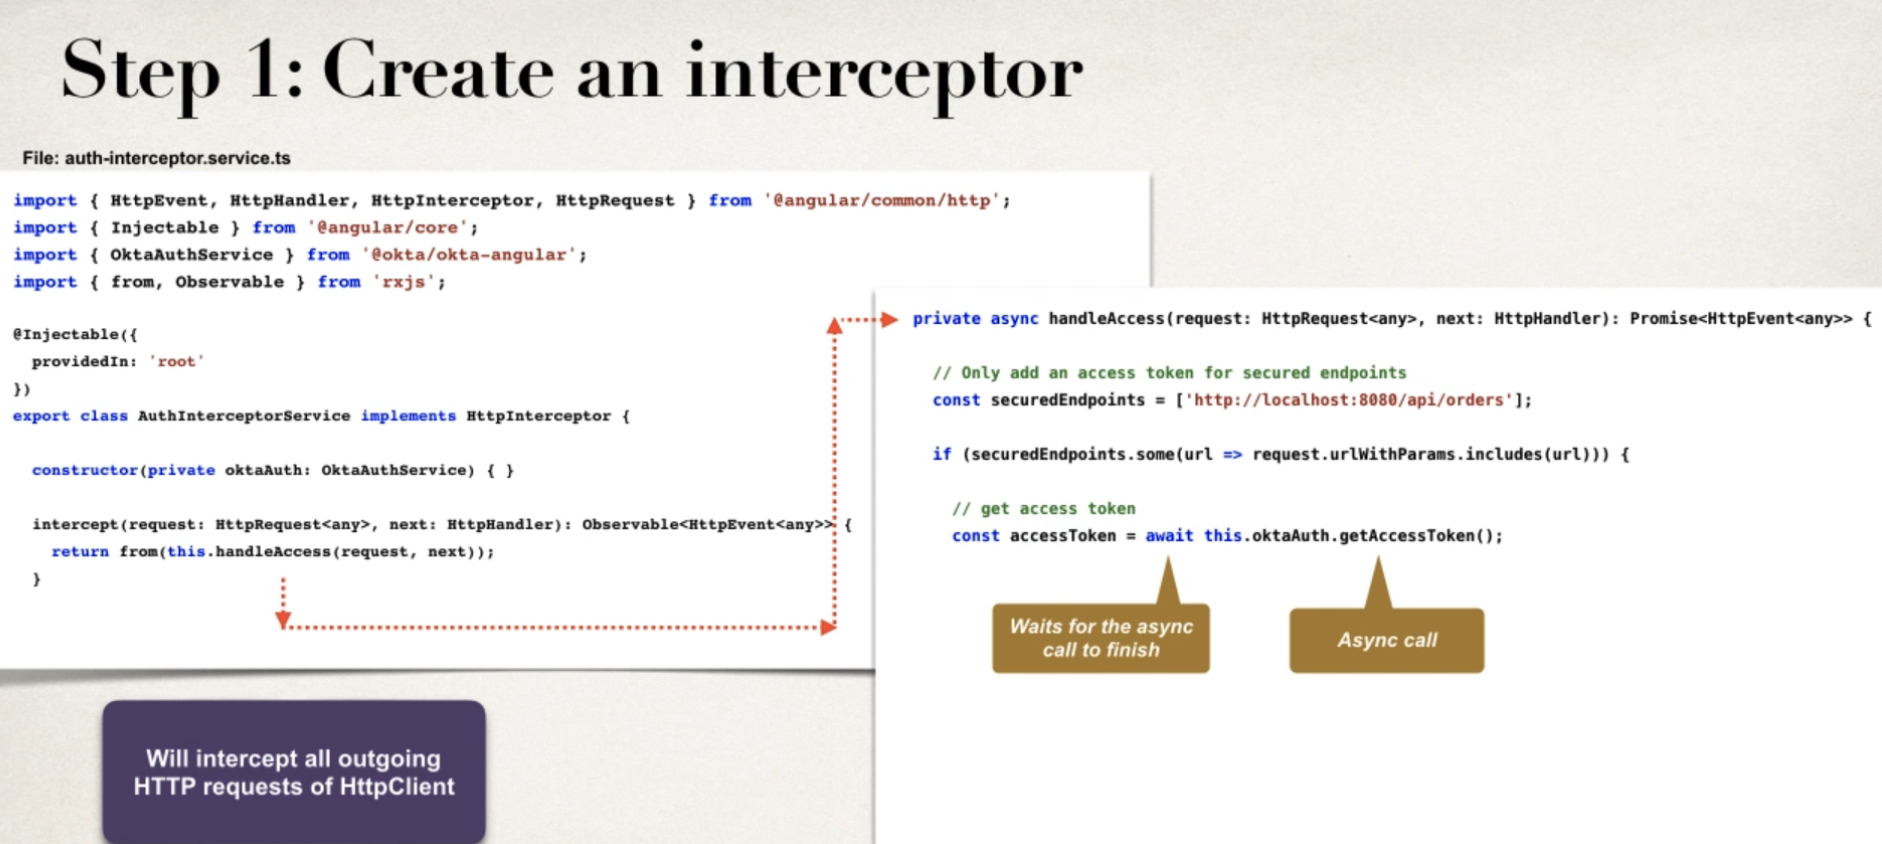 Step 1: Create an interceptor
File: auth-interceptor.service.ts
import { HttpEvent, HttpHandler, HttpInterceptor, HttpRequest } from '@angular/common/http';
import { Injectable } from '@angular/core';
import { OktaAuthService } from '@okta/okta-angular';
import { from, Observable } from 'rxjs';
@Injectable({
  providedIn: 'root'
})
export class AuthInterceptorService implements HttpInterceptor {
  constructor(private oktaAuth: OktaAuthService) { }
  intercept(request: HttpRequest<any>, next: HttpHandler): Observable<HttpEvent<any>> {
    return from(this.handleAccess(request, next));
  }
private async handleAccess(request: HttpRequest<any>, next: HttpHandler): Promise<HttpEvent<any>> {
  // Only add an access token for secured endpoints
  const securedEndpoints = ['http://localhost:8080/api/orders'];
  if (securedEndpoints.some(url => request.urlWithParams.includes(url))) {
    // get access token
    const accessToken = await this.oktaAuth.getAccessToken();
Waits for the async
call to finish
Async call
Will intercept all outgoing
HTTP requests of HttpClient